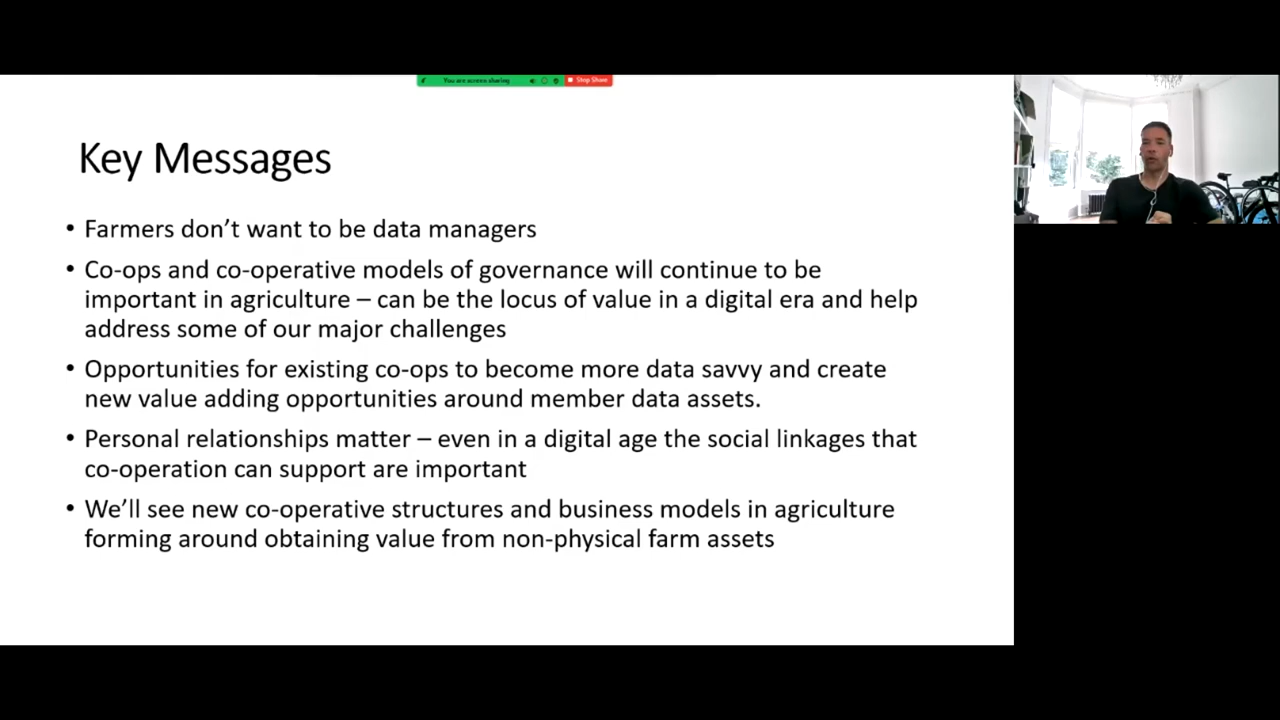 You are screen sharing
Stop Share
Key Messages
• Farmers don’t want to be data managers
• Co-ops and co-operative models of governance will continue to be
important in agriculture – can be the locus of value in a digital era and help
address some of our major challenges
• Opportunities for existing co-ops to become more data savvy and create
new value adding opportunities around member data assets.
• Personal relationships matter – even in a digital age the social linkages that
co-operation can support are important
• We’ll see new co-operative structures and business models in agriculture
forming around obtaining value from non-physical farm assets